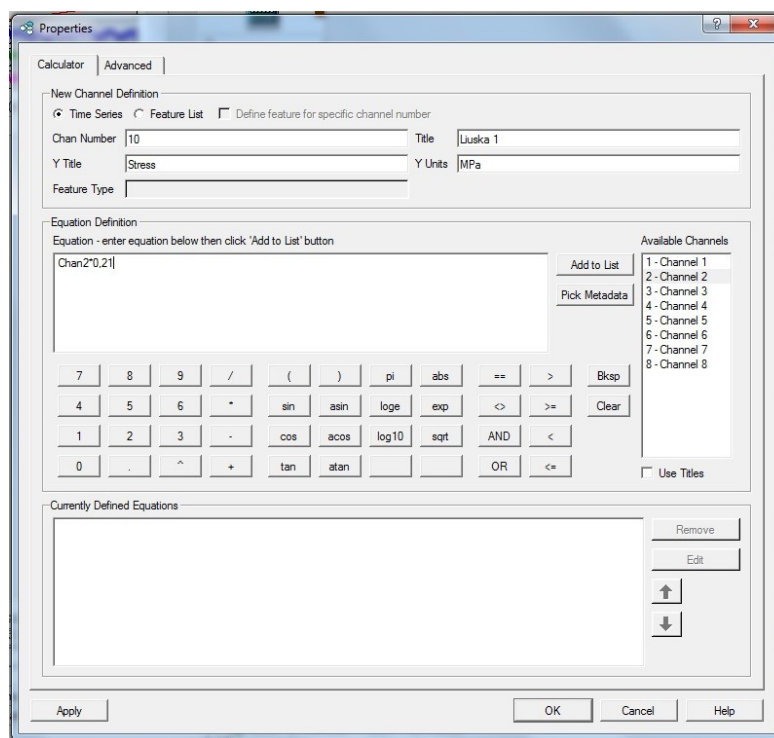 Properties
Calculator Advanced
New Channel Definition
Time Series Feature List Define feature for specific channel number
Chan Number 10 Title Liuska 1
Y Title Stress Y Units MPa
Feature Type
Equation Definition
Equation - enter equation below then click 'Add to List' button Available Channels
Chan2*0,21 Add to List 1 - Channel 1
2 - Channel 2
Pick Metadata 3 - Channel 3
4 - Channel 4
5 - Channel 5
6 - Channel 6
7 - Channel 7
8 - Channel 8
7 8 9 / ( ) pi abs == > Bksp
4 5 6 * sin asin loge exp <> >= Clear
1 2 3 - cos acos log10 sqrt AND <
0 . ^ + tan atan OR <= Use Titles
Currently Defined Equations
Remove
Edit
Apply OK Cancel Help